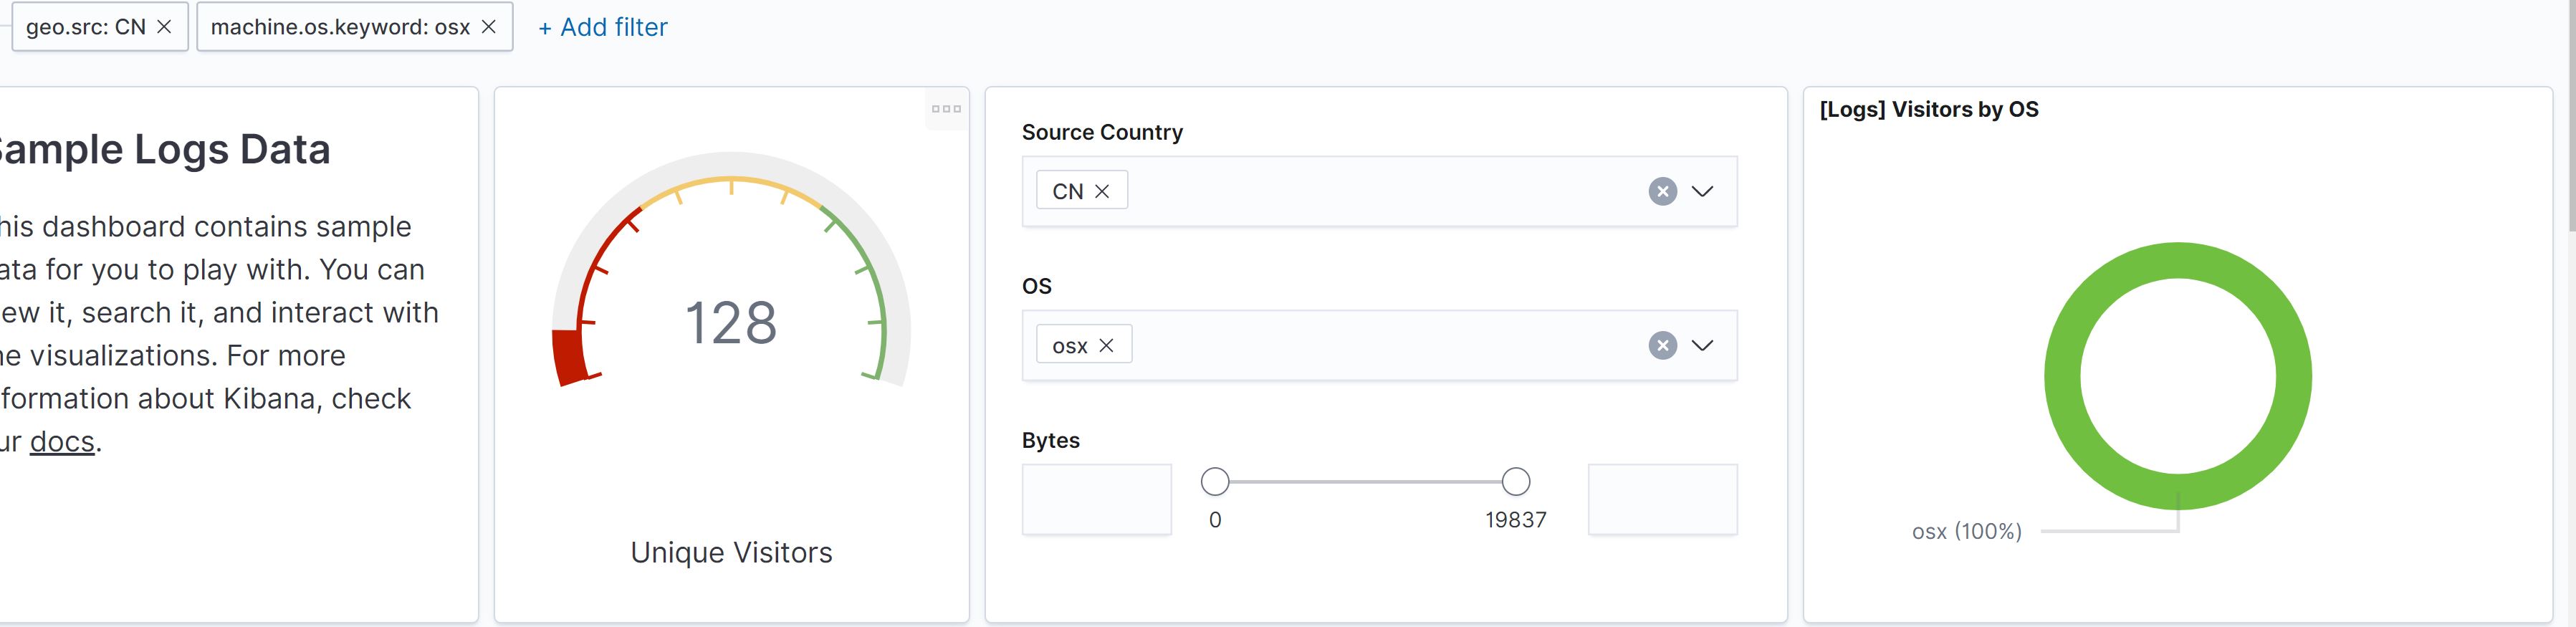 geo.src: CN
machine.os.keyword: osx
+ Add filter
Sample Logs Data
his dashboard contains sample
ata for you to play with. You can
ew it, search it, and interact with
he visualizations. For more
formation about Kibana, check
ur docs.
128
Unique Visitors
Source Country
CN
OS
osx
Bytes
0
19837
[Logs] Visitors by OS
osx (100%)